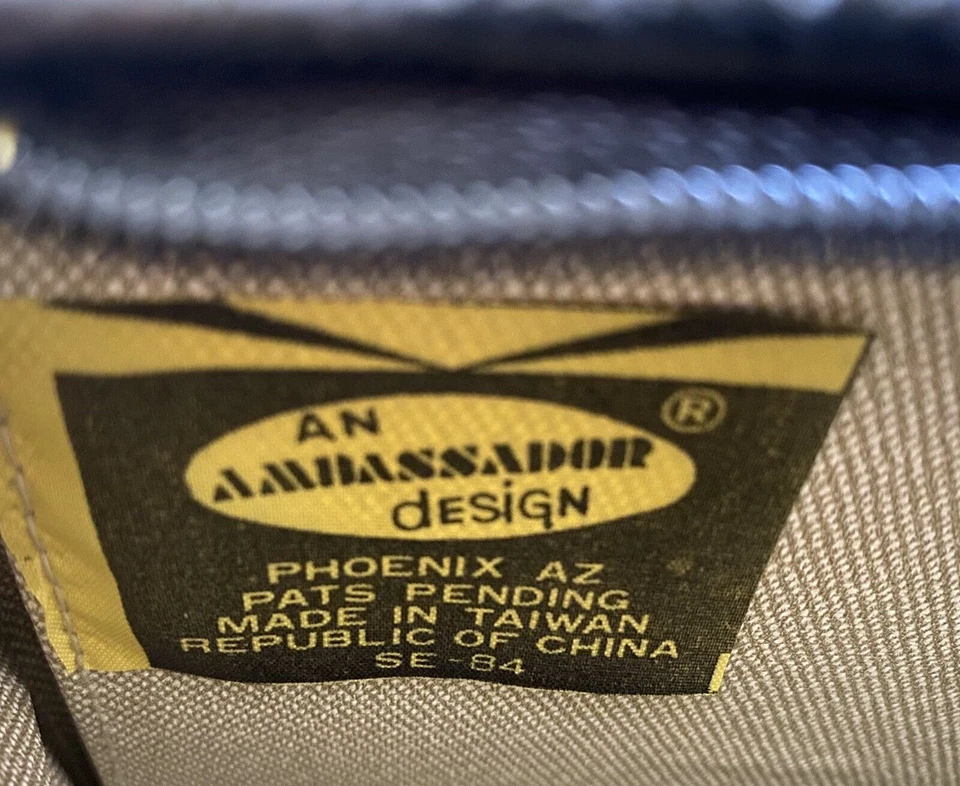 AN
AMBASSADOR
dESiGN
®
PHOENIX AZ
PATS PENDING
MADE IN TAIWAN
REPUBLIC OF CHINA
SE-84